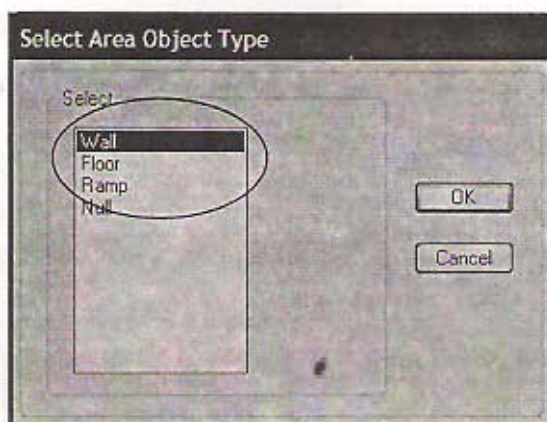 Select Area Object Type
Select
Wall
Floor
Ramp
Null
OK
Cancel